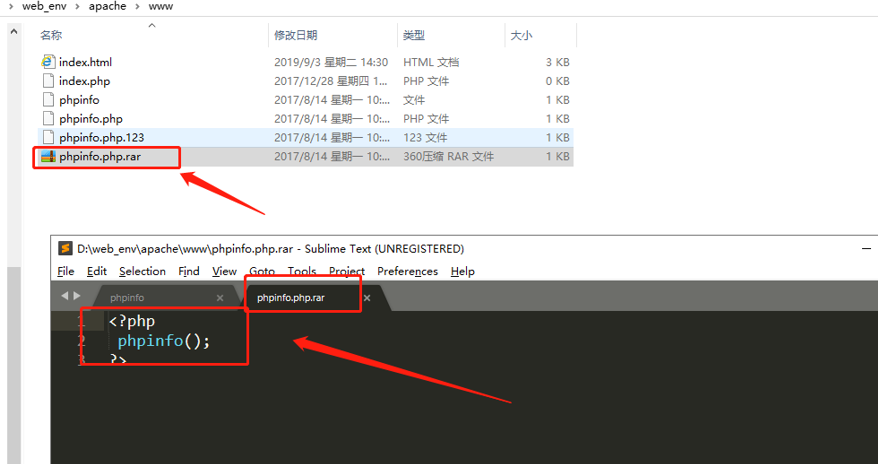 › web_env › apache › www
名称 修改日期 类型 大小
index.html 2019/9/3 星期二 14:30 HTML 文档 3 KB
index.php 2017/12/28 星期四 1... PHP 文件 0 KB
phpinfo 2017/8/14 星期一 10:... 文件 1 KB
phpinfo.php 2017/8/14 星期一 10:... PHP 文件 1 KB
phpinfo.php.123 2017/8/14 星期一 10:... 123 文件 1 KB
phpinfo.php.rar 2017/8/14 星期一 10:... 360压缩 RAR 文件 1 KB
D:\web_env\apache\www\phpinfo.php.rar - Sublime Text (UNREGISTERED)
File Edit Selection Find View Goto Tools Project Preferences Help
phpinfo × phpinfo.php.rar ×
1 <?php
2 phpinfo();
3 ?>